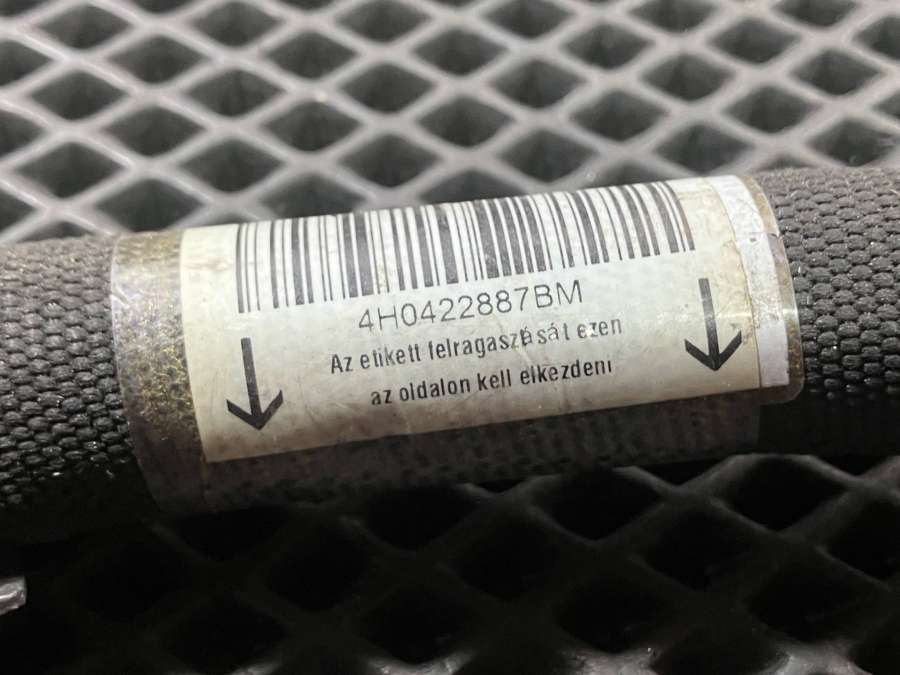 4H0422887BM
Az etikett felragasztását ezen
az oldalon kell elkezdeni